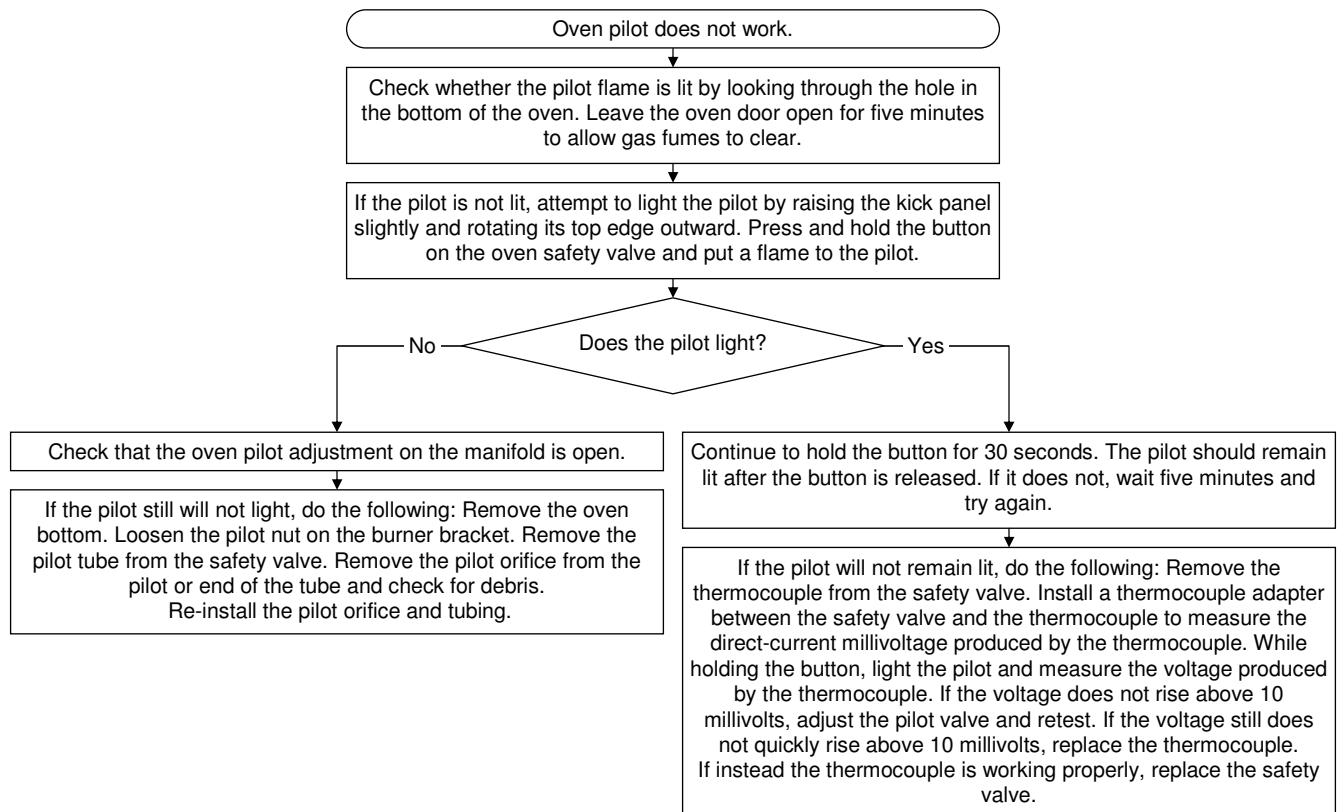 Oven pilot does not work.
Check whether the pilot flame is lit by looking through the hole in
the bottom of the oven. Leave the oven door open for five minutes
to allow gas fumes to clear.
If the pilot is not lit, attempt to light the pilot by raising the kick panel
slightly and rotating its top edge outward. Press and hold the button
on the oven safety valve and put a flame to the pilot.
Does the pilot light?
No
Yes
Check that the oven pilot adjustment on the manifold is open.
If the pilot still will not light, do the following: Remove the oven
bottom. Loosen the pilot nut on the burner bracket. Remove the
pilot tube from the safety valve. Remove the pilot orifice from the
pilot or end of the tube and check for debris.
Re-install the pilot orifice and tubing.
Continue to hold the button for 30 seconds. The pilot should remain
lit after the button is released. If it does not, wait five minutes and
try again.
If the pilot will not remain lit, do the following: Remove the
thermocouple from the safety valve. Install a thermocouple adapter
between the safety valve and the thermocouple to measure the
direct-current millivoltage produced by the thermocouple. While
holding the button, light the pilot and measure the voltage produced
by the thermocouple. If the voltage does not rise above 10
millivolts, adjust the pilot valve and retest. If the voltage still does
not quickly rise above 10 millivolts, replace the thermocouple.
If instead the thermocouple is working properly, replace the safety
valve.